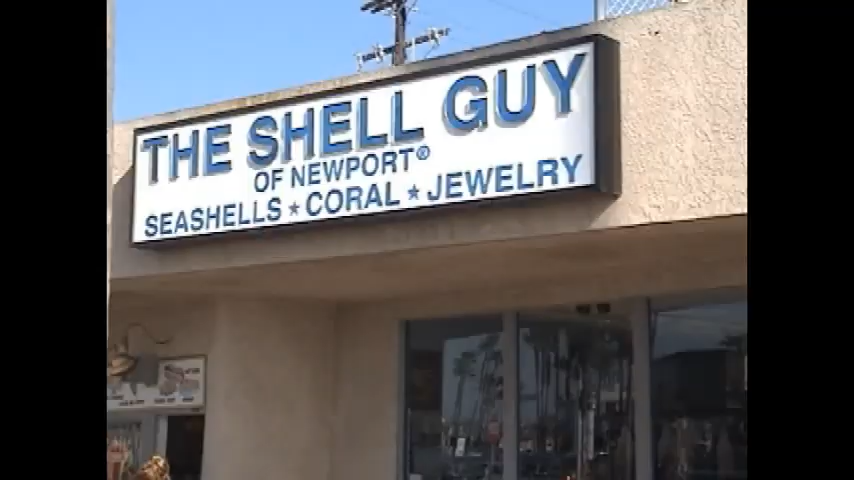 THE SHELL GUY
OF NEWPORT®
SEASHELLS ★ CORAL ★ JEWELRY